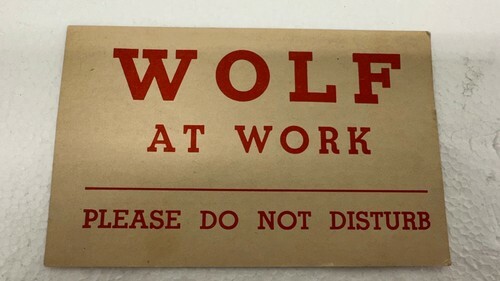 WOLF
AT WORK
PLEASE DO NOT DISTURB